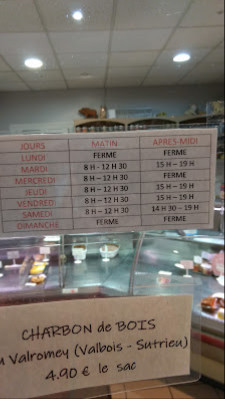 JOURS MATIN APRES-MIDI
LUNDI FERME FERME
MARDI 8 H - 12 H 30 15 H – 19 H
MERCREDI 8 H - 12 H 30 FERME
JEUDI 8 H - 12 H 30 15 H – 19 H
VENDREDI 8 H - 12 H 30 15 H – 19 H
SAMEDI 8 H - 12 H 30 14 H 30 – 19 H
DIMANCHE FERME FERME
CHARBON de BOIS
u Valromey (Valbois - Sutrieu)
4.90 € le sac